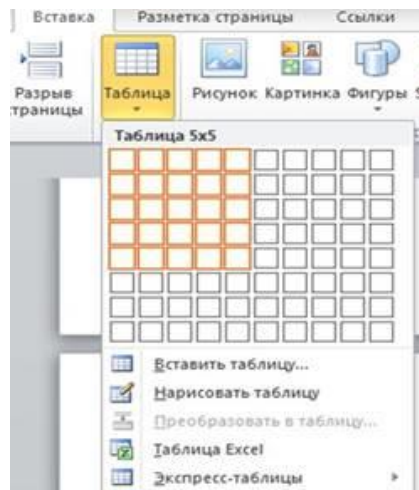 Вставка Разметка страницы Ссылки
Разрыв Таблица Рисунок Картинка Фигуры
траницы
Таблица 5x5
Вставить таблицу...
Нарисовать таблицу
Преобразовать в таблицу...
Таблица Excel
Экспресс-таблицы